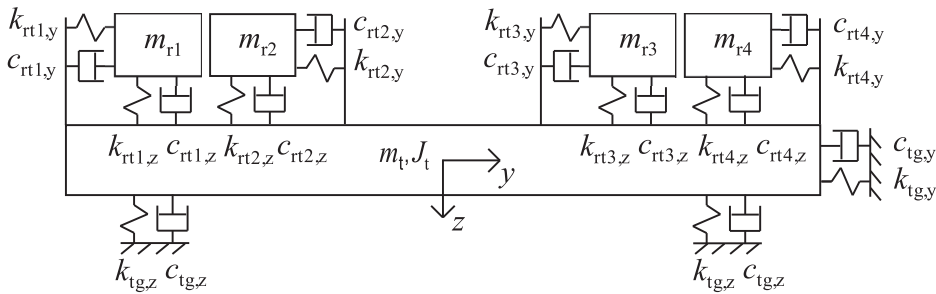 k_rt1,y
c_rt1,y
m_r1
m_r2
c_rt2,y
k_rt2,y
k_rt3,y
c_rt3,y
m_r3
m_r4
c_rt4,y
k_rt4,y
k_rt1,z c_rt1,z k_rt2,z c_rt2,z
k_rt3,z c_rt3,z k_rt4,z c_rt4,z
m_t,J_t
y
z
c_tg,y
k_tg,y
k_tg,z c_tg,z
k_tg,z c_tg,z